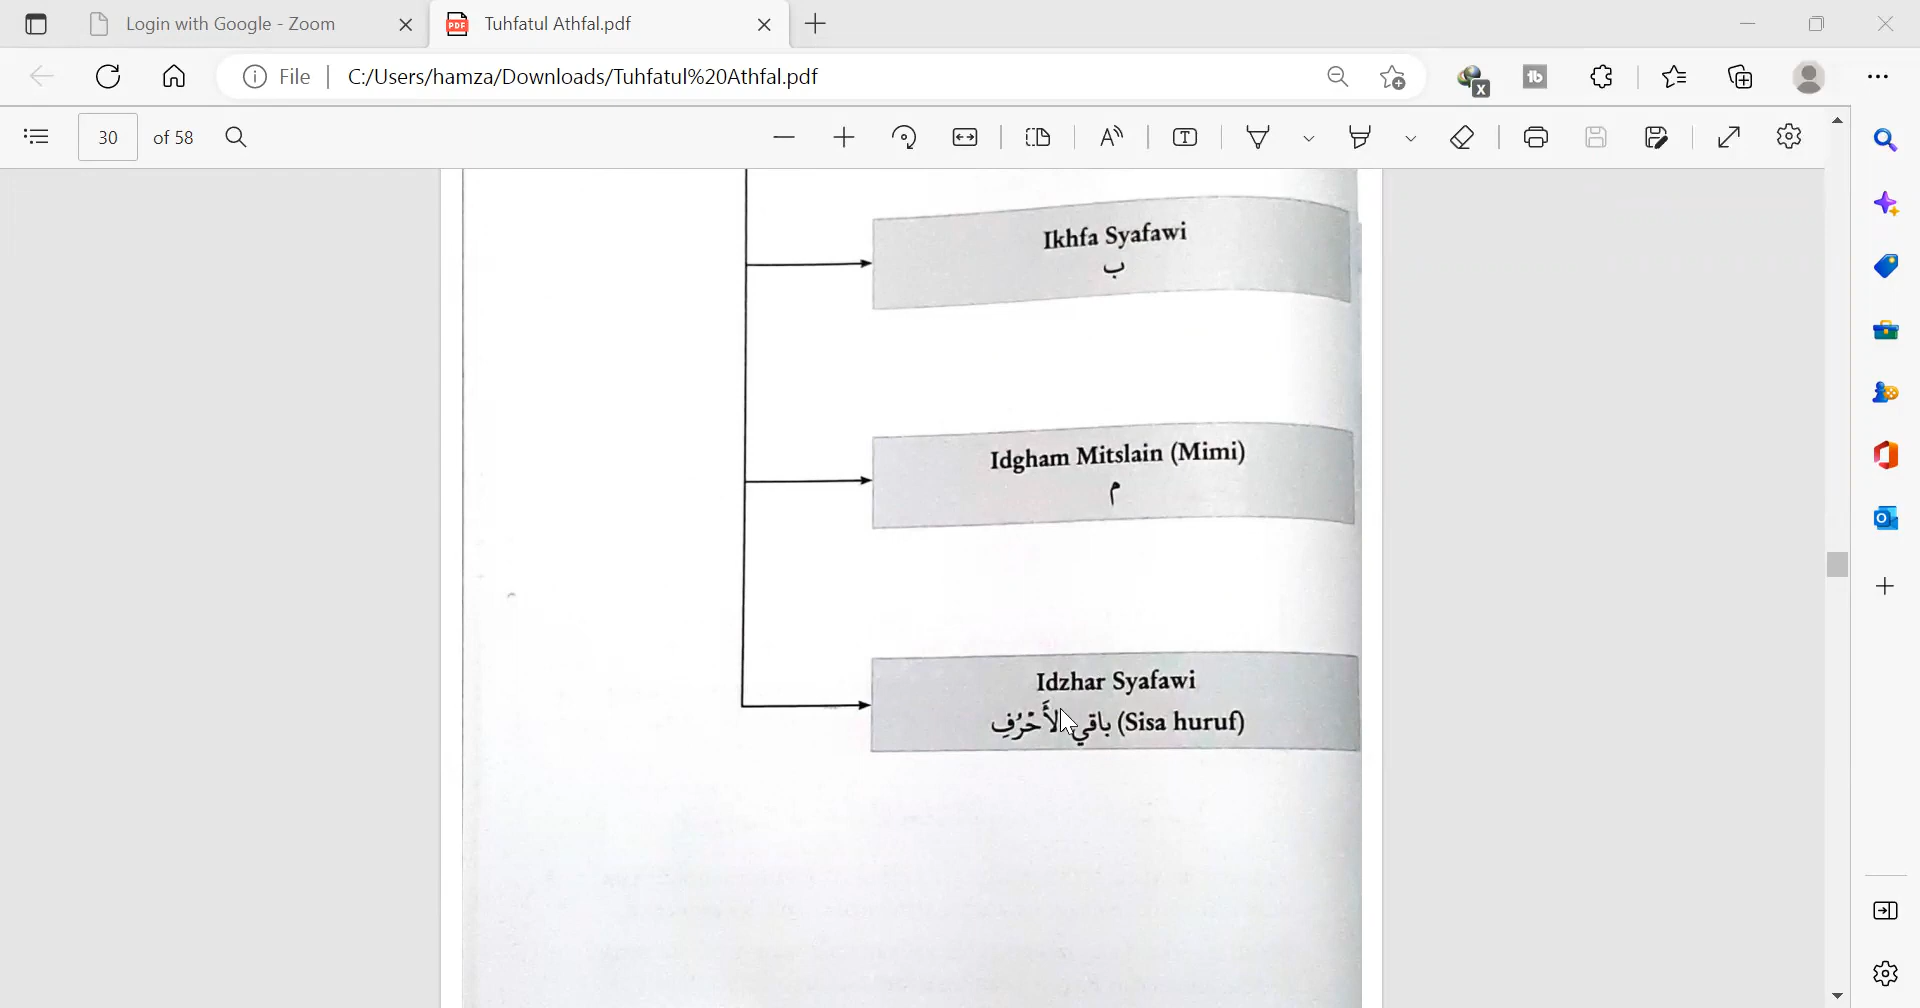 Login with Google - Zoom
Tuhfatul Athfal.pdf
File
C:/Users/hamza/Downloads/Tuhfatul%20Athfal.pdf
30 of 58
Ikhfa Syafawi
ب
Idgham Mitslain (Mimi)
م
Idzhar Syafawi
باقي الأَحْرُفِ (Sisa huruf)